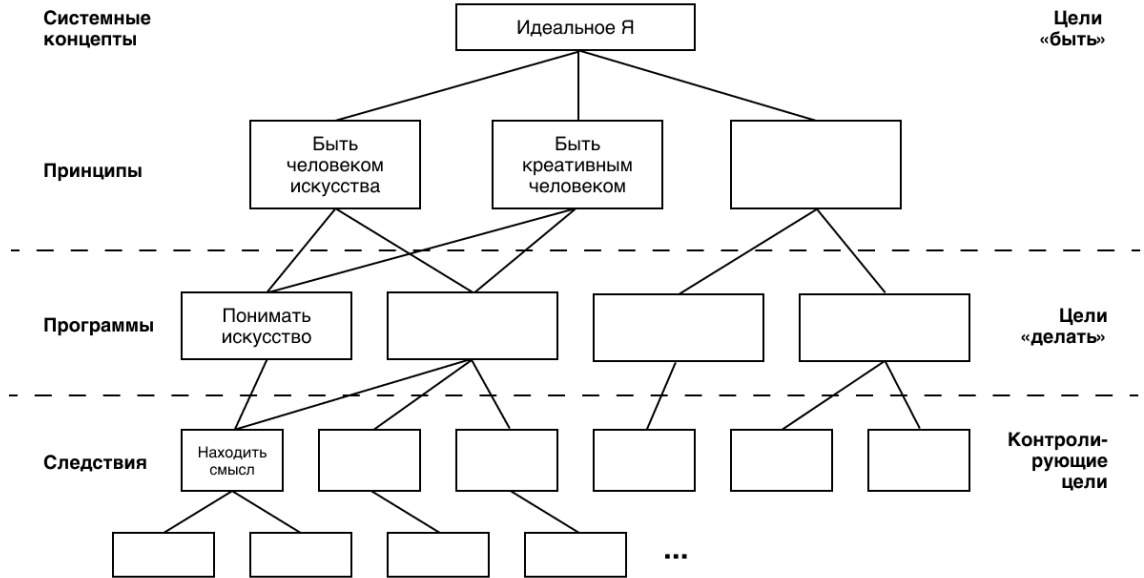 Системные
концепты
Идеальное Я
Цели
«быть»
Принципы
Быть
человеком
искусства
Быть
креативным
человеком
Программы
Понимать
искусство
Цели
«делать»
Следствия
Находить
смысл
Контроли-
рующие
цели
...